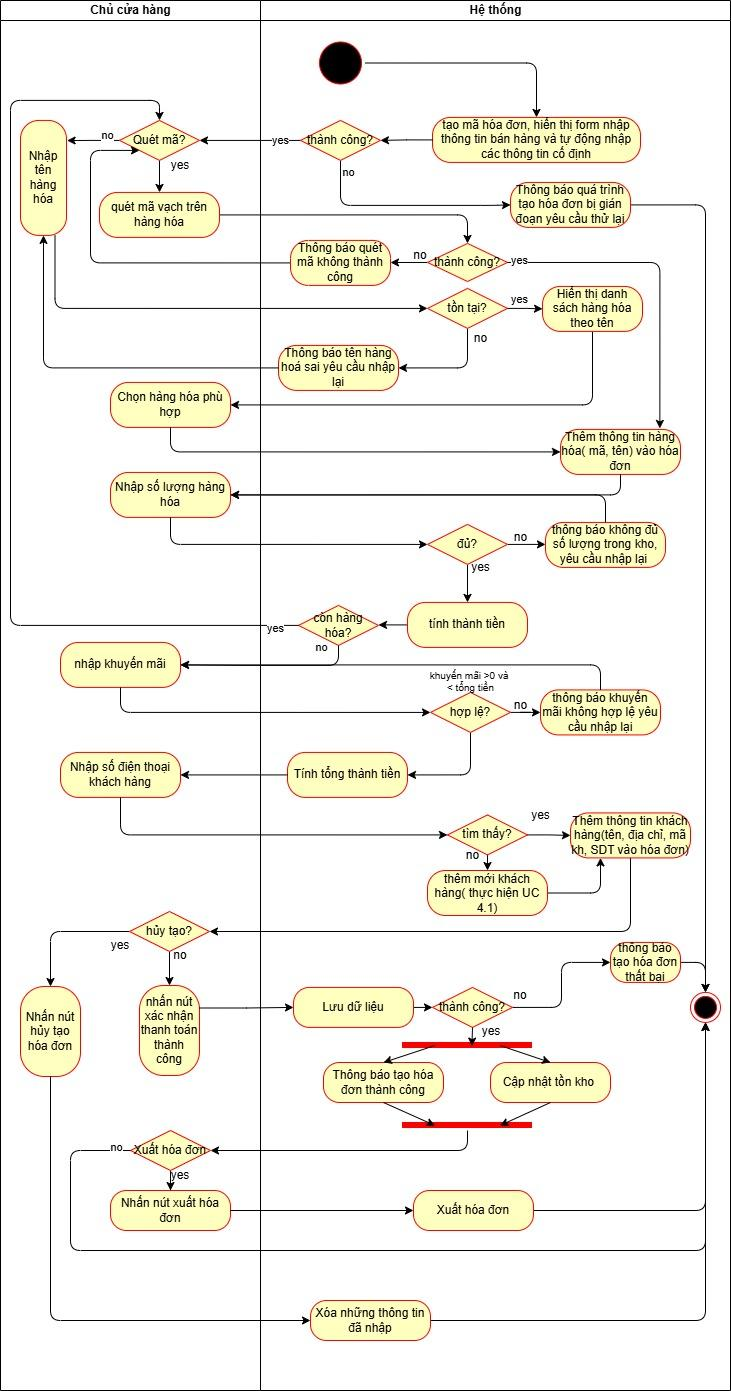 Chủ cửa hàng
Hệ thống
tạo mã hóa đơn, hiển thị form nhập
thông tin bán hàng và tự động nhập
các thông tin cố định
thành công?
yes
no
Quét mã?
no
yes
Nhập
tên
hàng
hóa
Thông báo quá trình
tạo hóa đơn bị gián
đoạn yêu cầu thử lại
quét mã vạch trên
hàng hóa
Thông báo quét
mã không thành
công
no
thành công?
yes
tồn tại?
yes
no
Hiển thị danh
sách hàng hóa
theo tên
Thông báo tên hàng
hoá sai yêu cầu nhập
lại
Chọn hàng hóa phù
hợp
Thêm thông tin hàng
hóa( mã, tên) vào hóa
đơn
Nhập số lượng hàng
hóa
đủ?
no
yes
thông báo không đủ
số lượng trong kho,
yêu cầu nhập lại
tính thành tiền
còn hàng
hóa?
yes
no
nhập khuyến mãi
khuyến mãi >0 và
< tổng tiền
hợp lệ?
no
thông báo khuyến
mãi không hợp lệ yêu
cầu nhập lại
Tính tổng thành tiền
Nhập số điện thoại
khách hàng
tìm thấy?
yes
no
Thêm thông tin khách
hàng(tên, địa chỉ, mã
kh, SDT vào hóa đơn)
thêm mới khách
hàng( thực hiện UC
4.1)
hủy tạo?
yes
no
thông báo
tạo hóa đơn
thất bại
Nhấn nút
hủy tạo
hóa đơn
nhấn nút
xác nhận
thanh toán
thành
công
Lưu dữ liệu
thành công?
no
yes
Thông báo tạo hóa
đơn thành công
Cập nhật tồn kho
no
Xuất hóa đơn
yes
Nhấn nút xuất hóa
đơn
Xuất hóa đơn
Xóa những thông tin
đã nhập